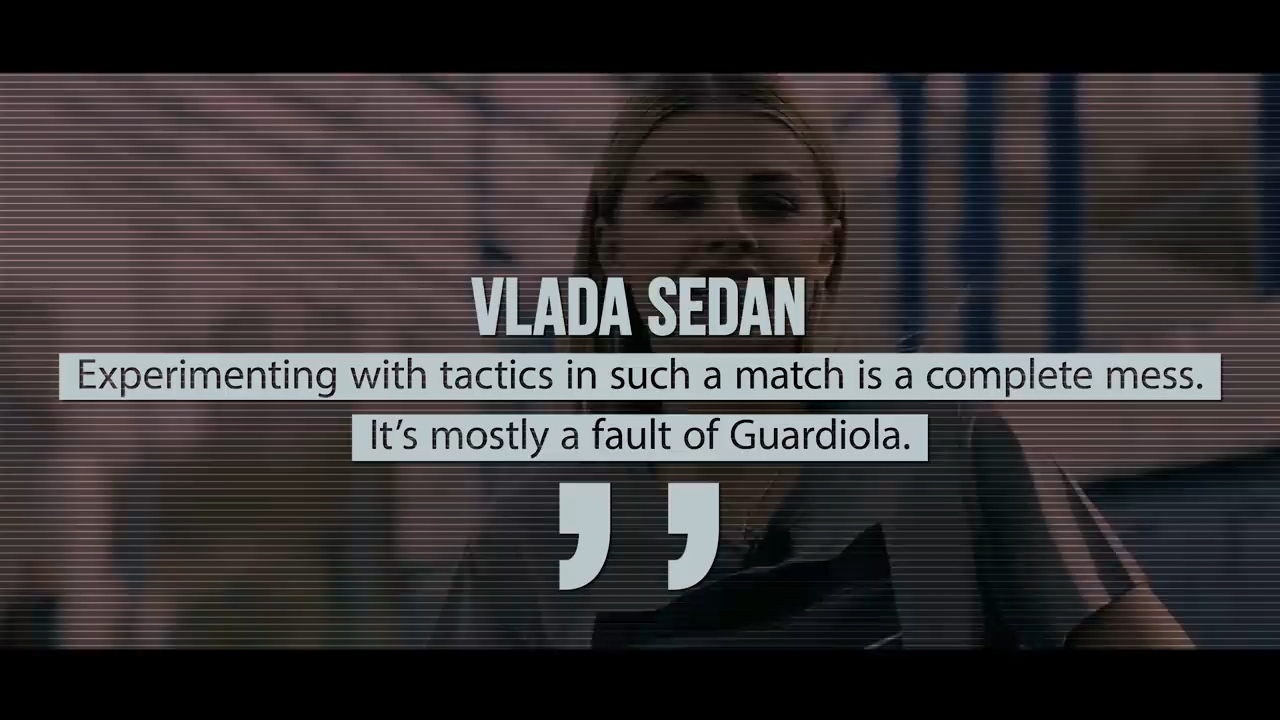 VLADA SEDAN
Experimenting with tactics in such a match is a complete mess.
It’s mostly a fault of Guardiola.
”